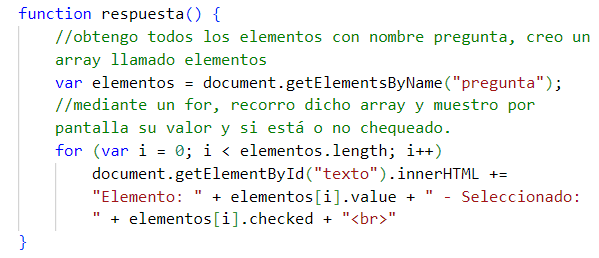 function respuesta() {
//obtengo todos los elementos con nombre pregunta, creo un
array llamado elementos
var elementos = document.getElementsByName("pregunta");
//mediante un for, recorro dicho array y muestro por
pantalla su valor y si está o no chequeado.
for (var i = 0; i < elementos.length; i++)
document.getElementById("texto").innerHTML +=
"Elemento: " + elementos[i].value + " - Seleccionado:
" + elementos[i].checked + "<br>"
}